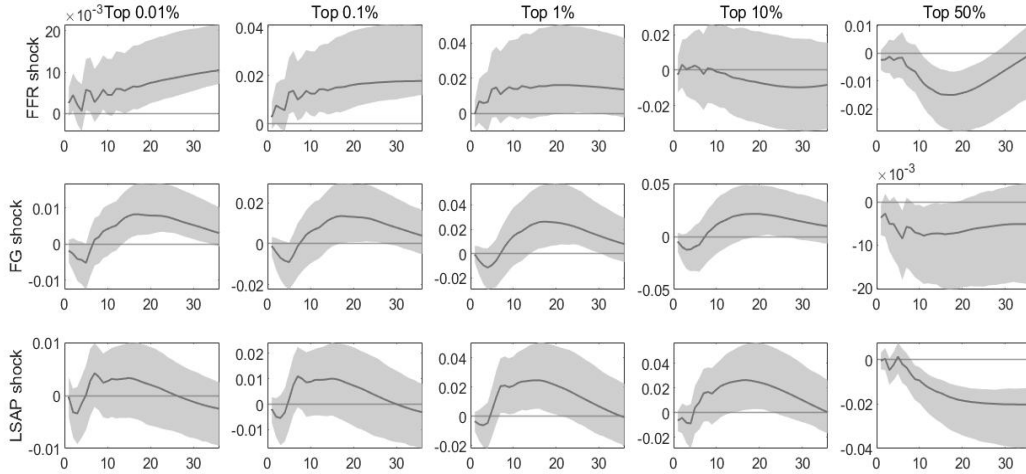 ×10⁻³ Top 0.01% Top 0.1% Top 1% Top 10% Top 50%
FFR shock
20 10 0
0.04 0.02 0
0.04 0.02 0
0.02 0 -0.02
0 -0.01 -0.02
0 10 20 30 0 10 20 30 0 10 20 30 0 10 20 30 0 10 20 30
×10⁻³
FG shock
0.01 0 -0.01
0.02 0 -0.02
0.04 0.02 0 -0.02
0.05 0 -0.05
0 -10 -20
0 10 20 30 0 10 20 30 0 10 20 30 0 10 20 30 0 10 20 30
LSAP shock
0.01 0 -0.01
0.02 0.01 0 -0.01
0.04 0.02 0 -0.02
0.04 0.02 0 -0.02
0 -0.02 -0.04
0 10 20 30 0 10 20 30 0 10 20 30 0 10 20 30 0 10 20 30